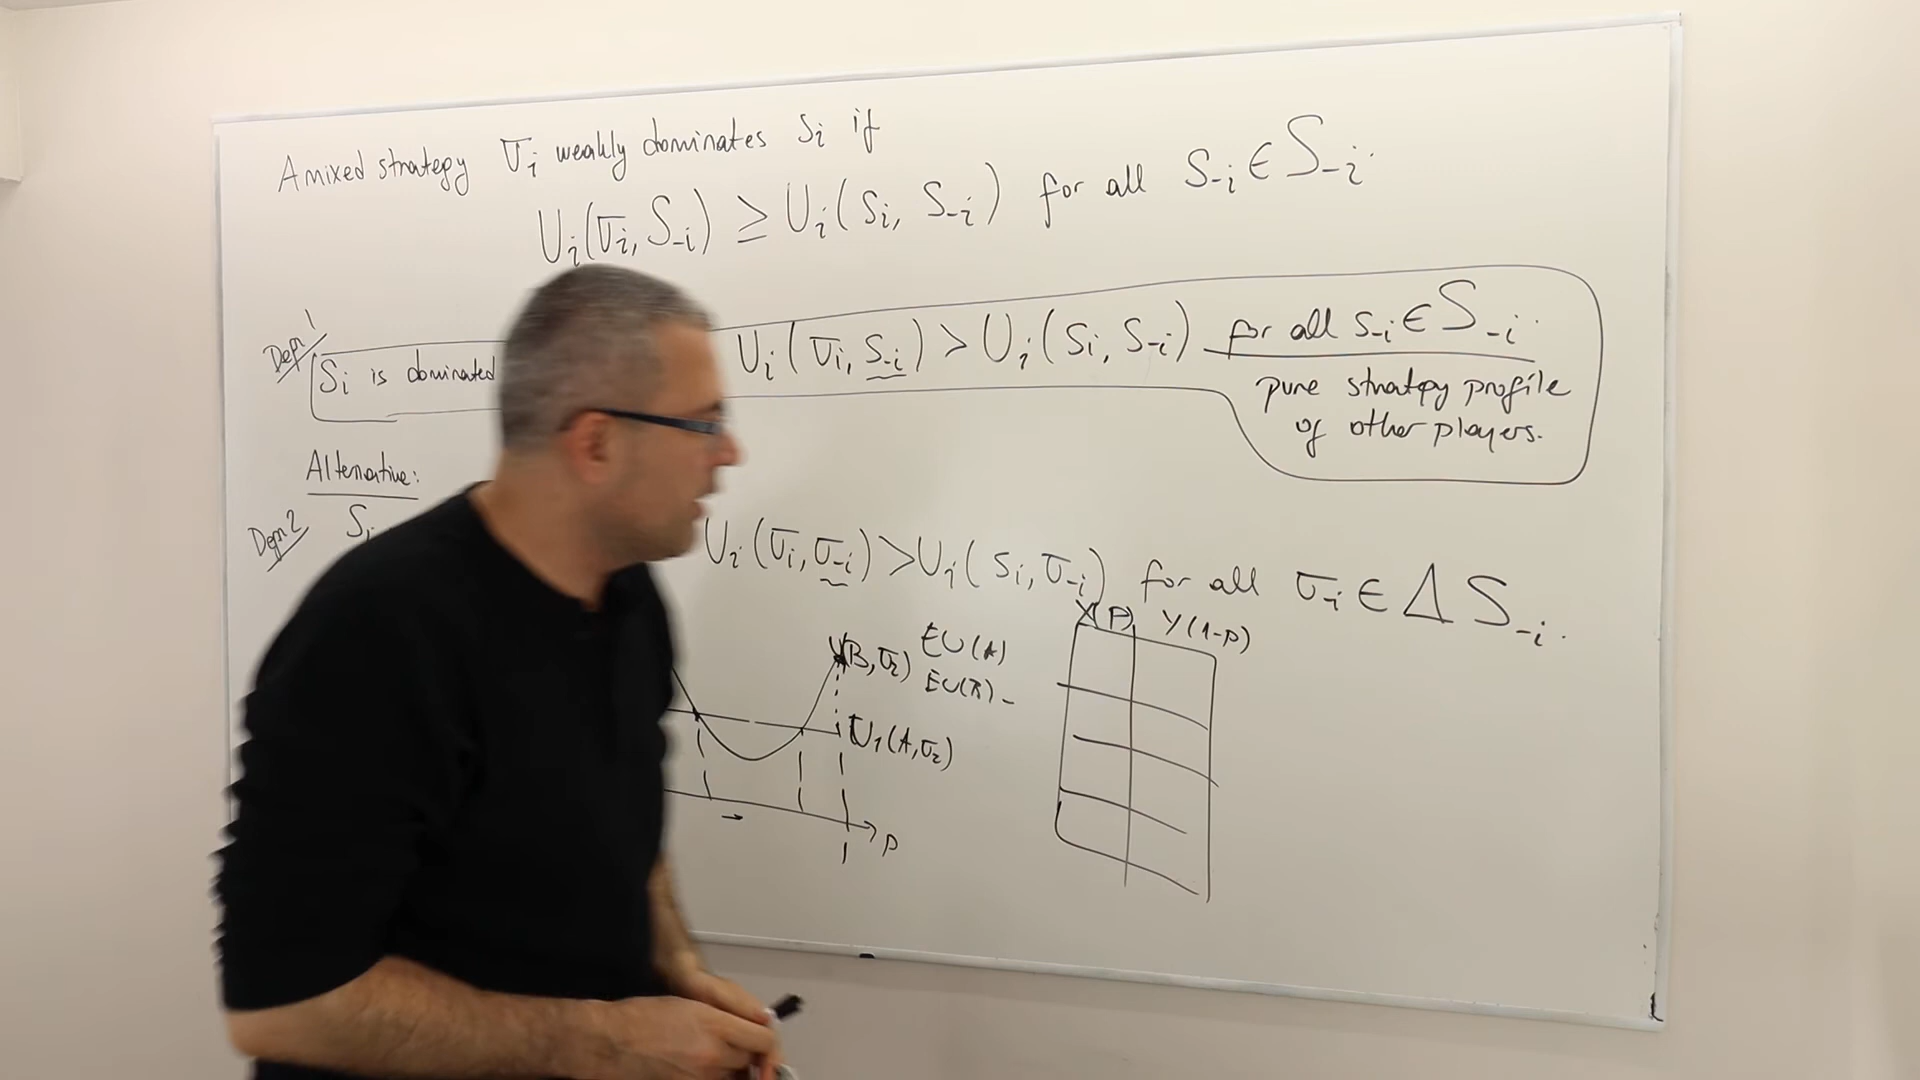 A mixed strategy σi weakly dominates Si if
Ui(σi, S-i) ≥ Ui(si, S-i) for all S-i ∈ S-i.
Defn 1
Si is dominated
Ui(σi, S-i) > Ui(Si, S-i) for all S-i ∈ S-i.
pure strategy profile
of other players.
Alternative:
Defn 2
Si
Ui(σi, σ-i) > Ui(si, σ-i) for all σ-i ∈ Δ S-i.
X(P) Y(1-p)
(B, σ2) EU(A)
U1(A, σ2)
→ p
1